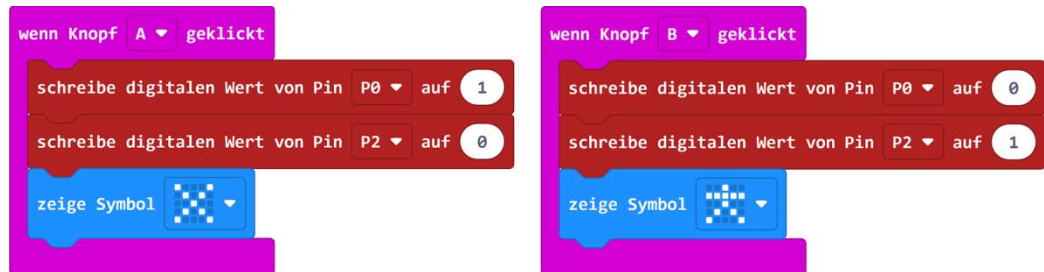 wenn Knopf A geklickt
schreibe digitalen Wert von Pin P0 auf 1
schreibe digitalen Wert von Pin P2 auf 0
zeige Symbol
wenn Knopf B geklickt
schreibe digitalen Wert von Pin P0 auf 0
schreibe digitalen Wert von Pin P2 auf 1
zeige Symbol